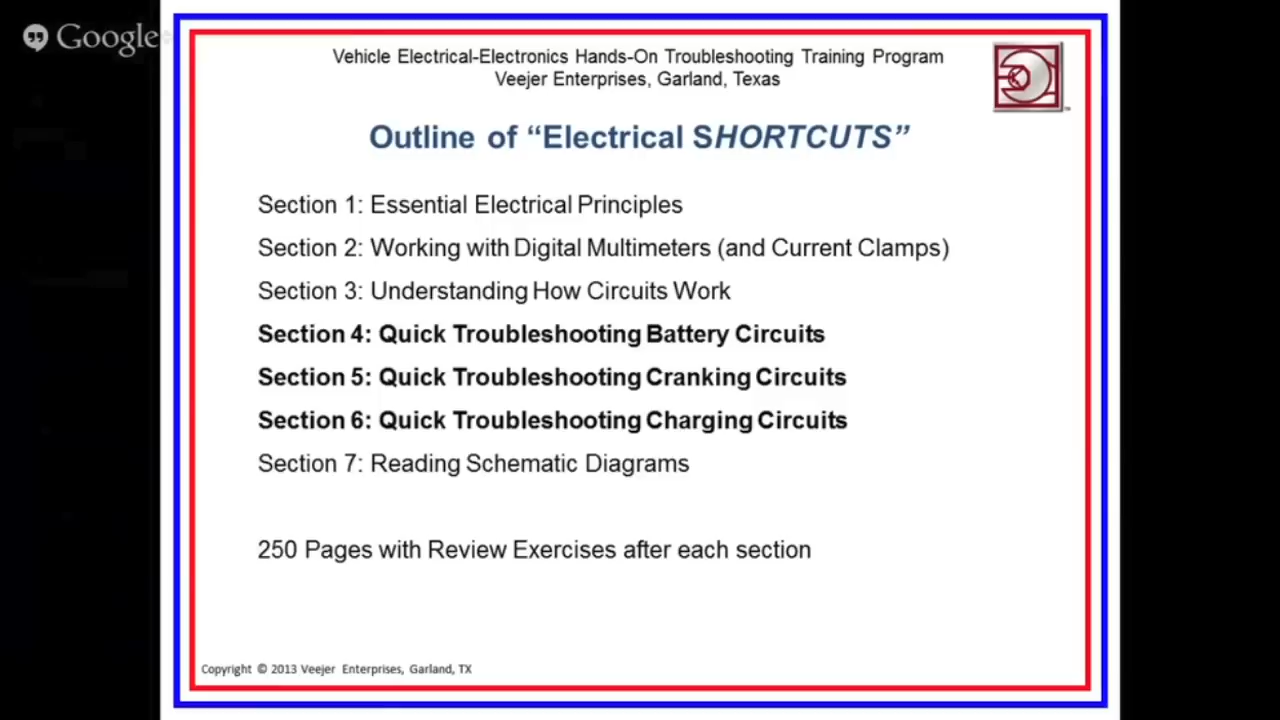 Google
Vehicle Electrical-Electronics Hands-On Troubleshooting Training Program
Veejer Enterprises, Garland, Texas
Outline of “Electrical SHORTCUTS”
Section 1: Essential Electrical Principles
Section 2: Working with Digital Multimeters (and Current Clamps)
Section 3: Understanding How Circuits Work
Section 4: Quick Troubleshooting Battery Circuits
Section 5: Quick Troubleshooting Cranking Circuits
Section 6: Quick Troubleshooting Charging Circuits
Section 7: Reading Schematic Diagrams
250 Pages with Review Exercises after each section
Copyright © 2013 Veejer Enterprises, Garland, TX